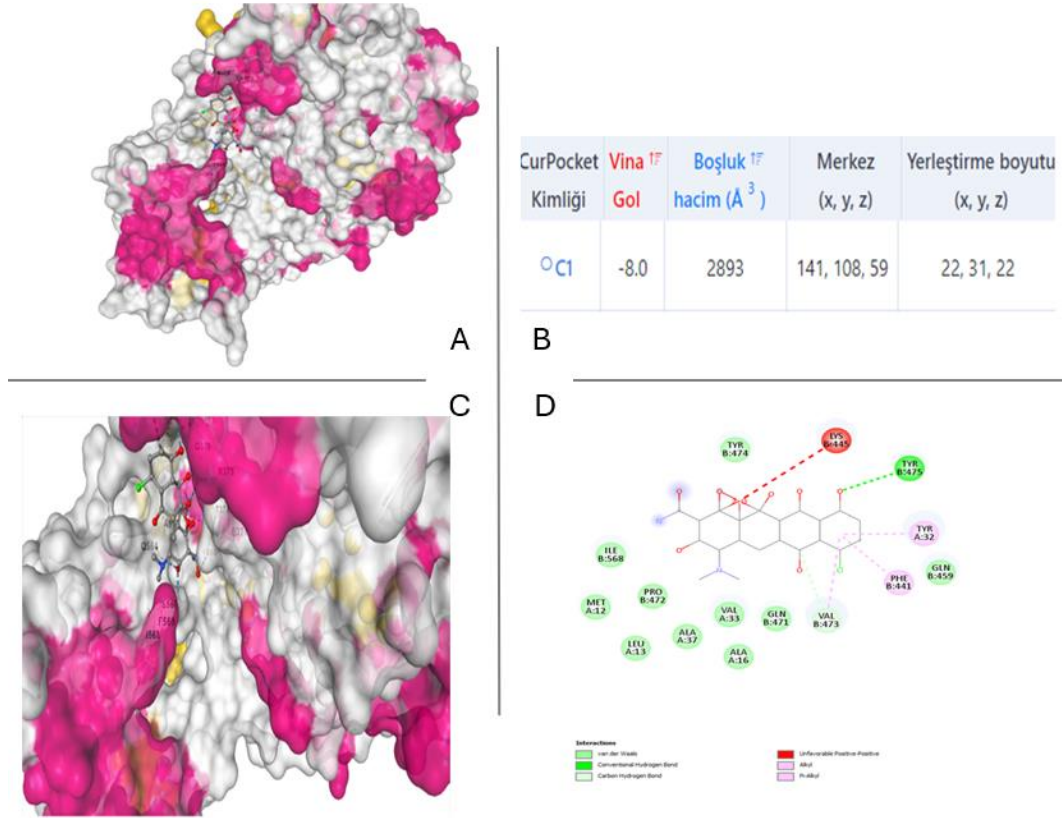 A
B
CurPocket Vina Boşluk Merkez Yerleştirme boyutu
Kimliği Gol hacim (Å 3 ) (x, y, z) (x, y, z)
C1 -8.0 2893 141, 108, 59 22, 31, 22
C
D
TYR
B:474
LYS
B:445
TYR
B:475
TYR
A:32
ILE
B:568
PHE
B:441
GLN
B:459
MET
A:12
PRO
B:472
VAL
A:33
GLN
B:471
VAL
B:473
LEU
A:13
ALA
A:37
ALA
A:16
Interactions
van der Waals
Conventional Hydrogen Bond
Carbon Hydrogen Bond
Unfavorable Positive-Positive
Alkyl
Pi-Alkyl